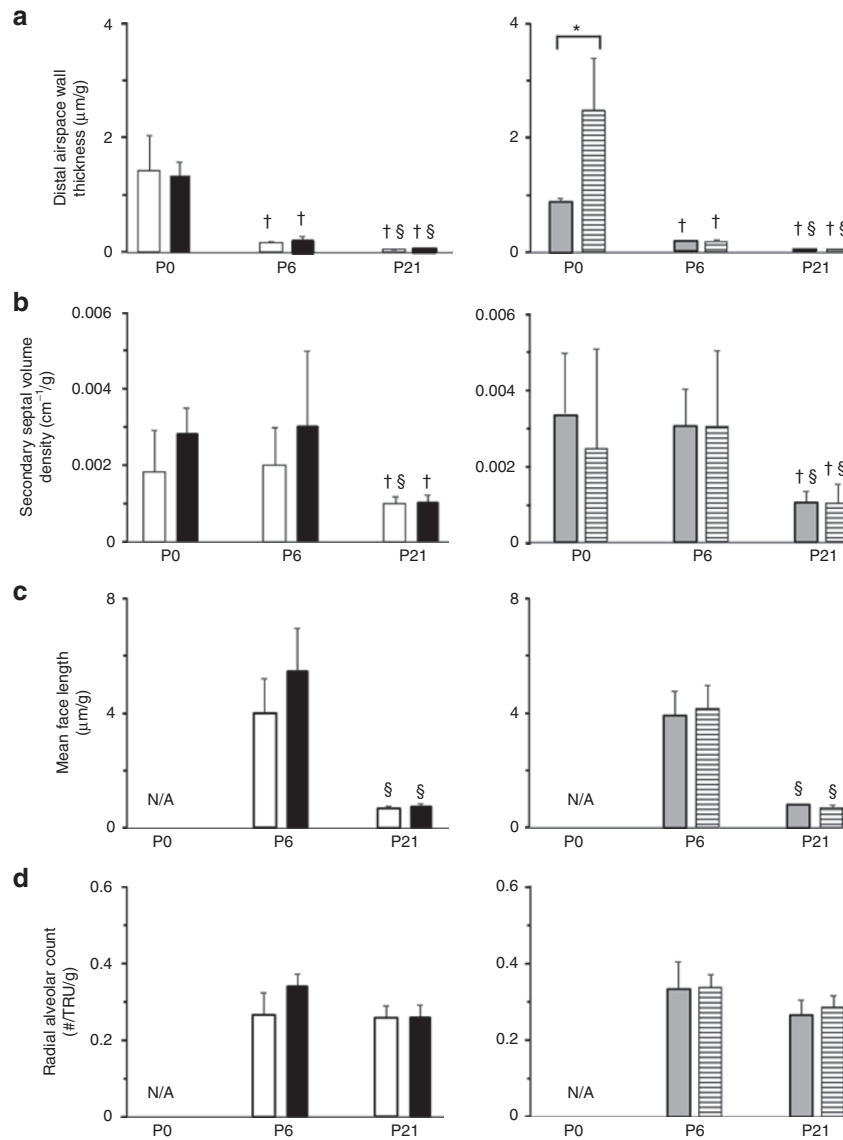 a
Distal airspace wall
thickness (μm/g)
4
2
0
† † † § † §
P0 P6 P21
4
2
0
*
† † † § † §
P0 P6 P21
b
Secondary septal volume
density (cm⁻¹/g)
0.006
0.004
0.002
0
† § †
P0 P6 P21
0.006
0.004
0.002
0
† § † §
P0 P6 P21
c
Mean face length
(μm/g)
8
4
0
N/A
§ §
P0 P6 P21
8
4
0
N/A
§ §
P0 P6 P21
d
Radial alveolar count
(#/TRU/g)
0.6
0.4
0.2
0
N/A
P0 P6 P21
0.6
0.4
0.2
0
N/A
P0 P6 P21